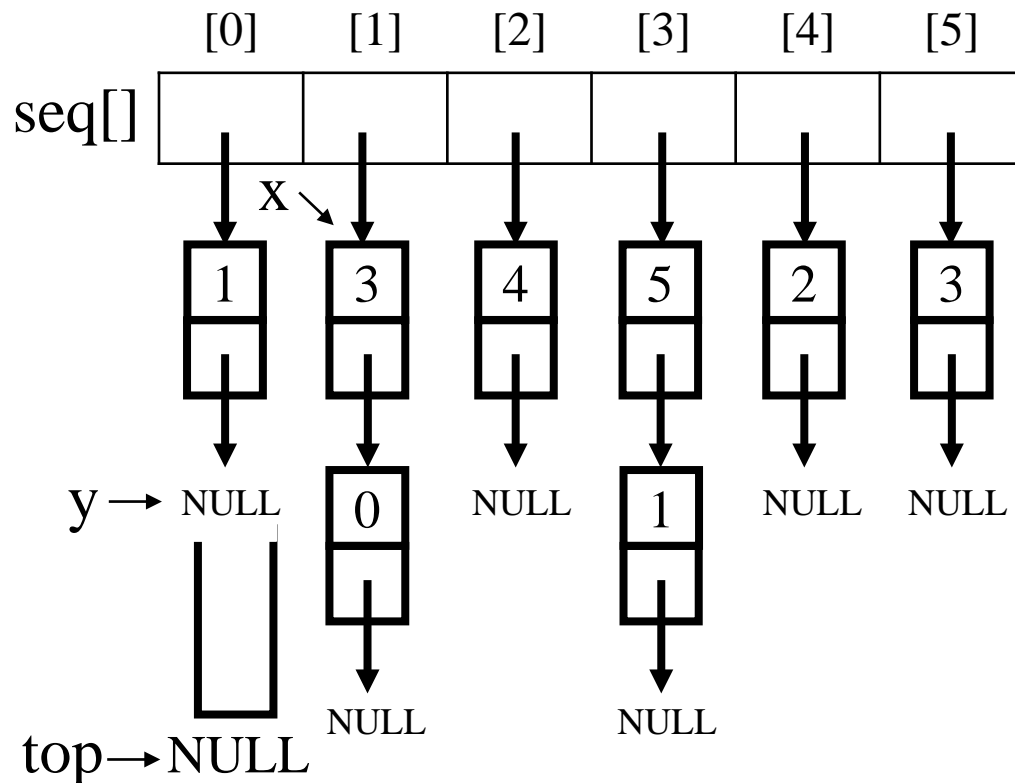 [0] [1] [2] [3] [4] [5]
seq[]
x
1 3 4 5 2 3
y NULL 0 NULL 1 NULL NULL
NULL NULL
top NULL